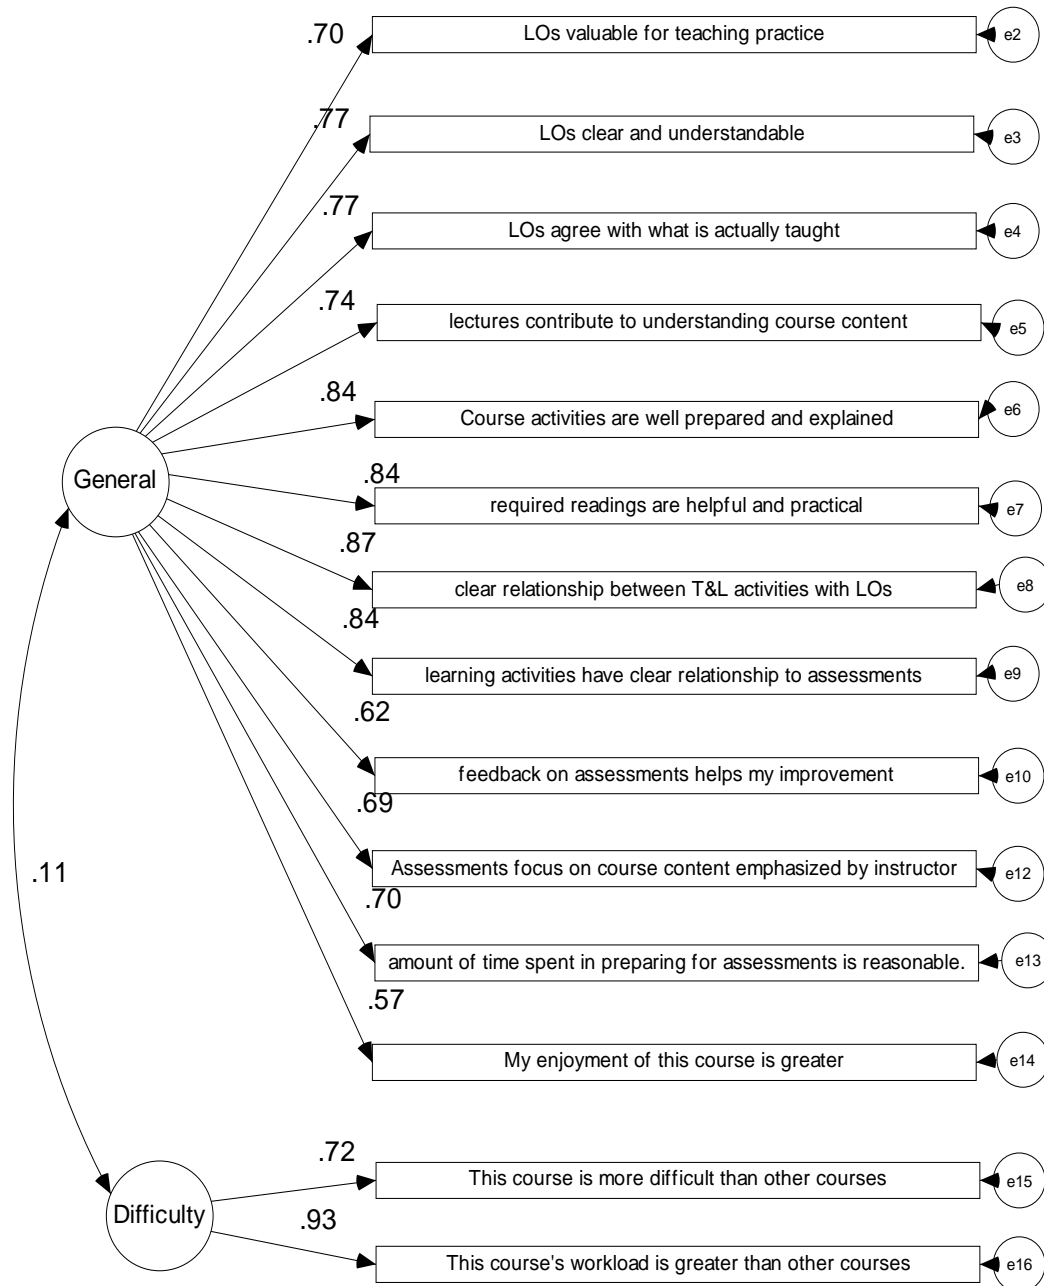 .70
LOs valuable for teaching practice
e2
.77
LOs clear and understandable
e3
.77
LOs agree with what is actually taught
e4
.74
lectures contribute to understanding course content
e5
.84
Course activities are well prepared and explained
e6
General
.84
required readings are helpful and practical
e7
.87
clear relationship between T&L activities with LOs
e8
.84
learning activities have clear relationship to assessments
e9
.62
feedback on assessments helps my improvement
e10
.69
Assessments focus on course content emphasized by instructor
e12
.11
.70
amount of time spent in preparing for assessments is reasonable.
e13
.57
My enjoyment of this course is greater
e14
.72
This course is more difficult than other courses
e15
Difficulty
.93
This course's workload is greater than other courses
e16